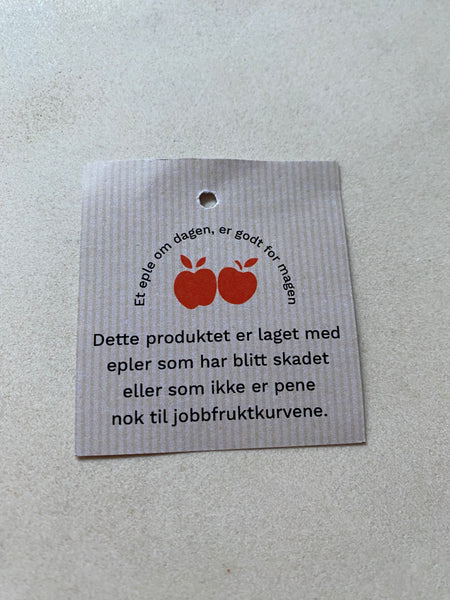 Et eple om dagen, er godt for magen
Dette produktet er laget med
epler som har blitt skadet
eller som ikke er pene
nok til jobbfruktkurvene.